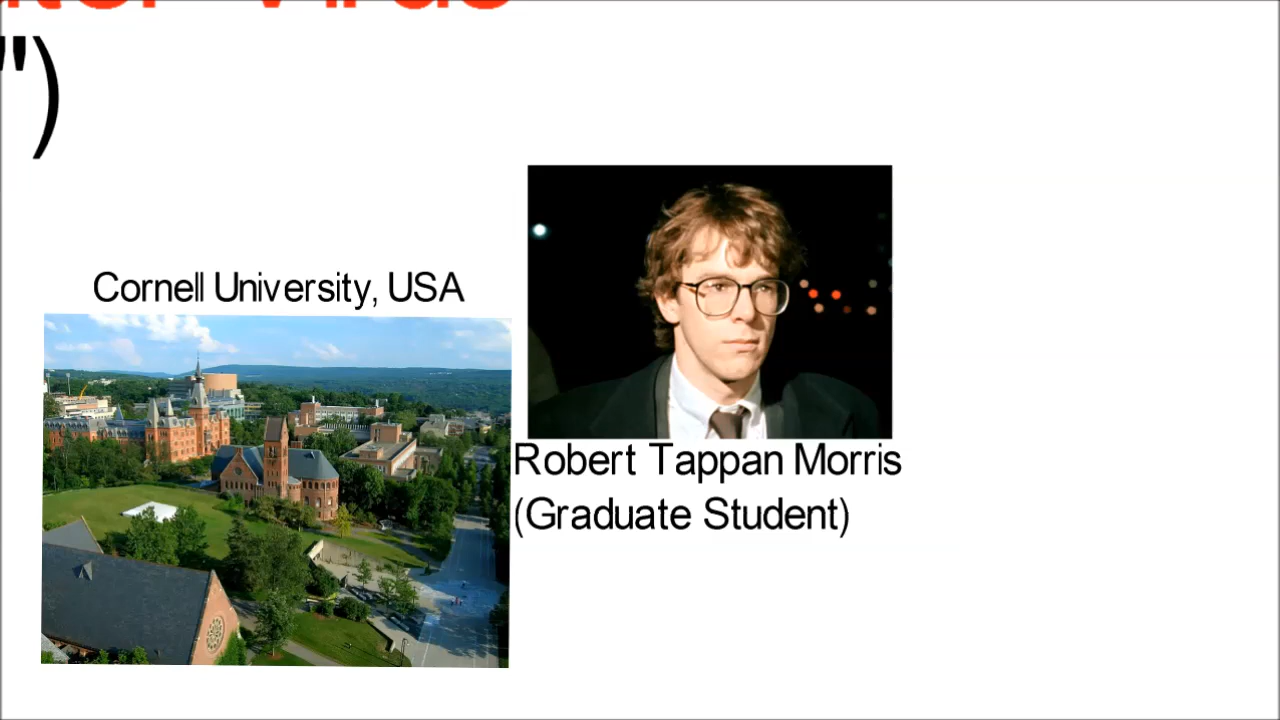 ")
Cornell University, USA
Robert Tappan Morris
(Graduate Student)